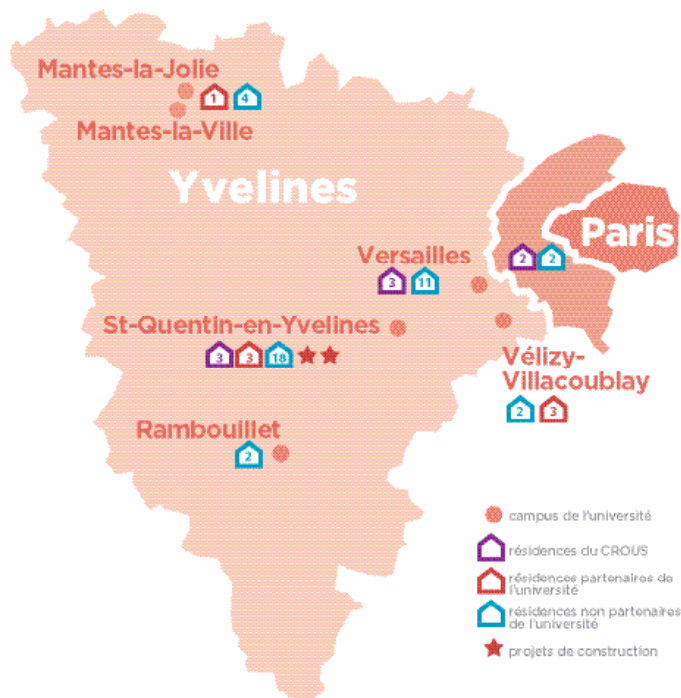 Mantes-la-Jolie
1 4
Mantes-la-Ville
Yvelines
Paris
Versailles
2 2
3 11
St-Quentin-en-Yvelines
3 3 18
Vélizy-
Villacoublay
2 3
Rambouillet
2
campus de l'université
résidences du CROUS
résidences partenaires de
l'université
résidences non partenaires
de l'université
projets de construction